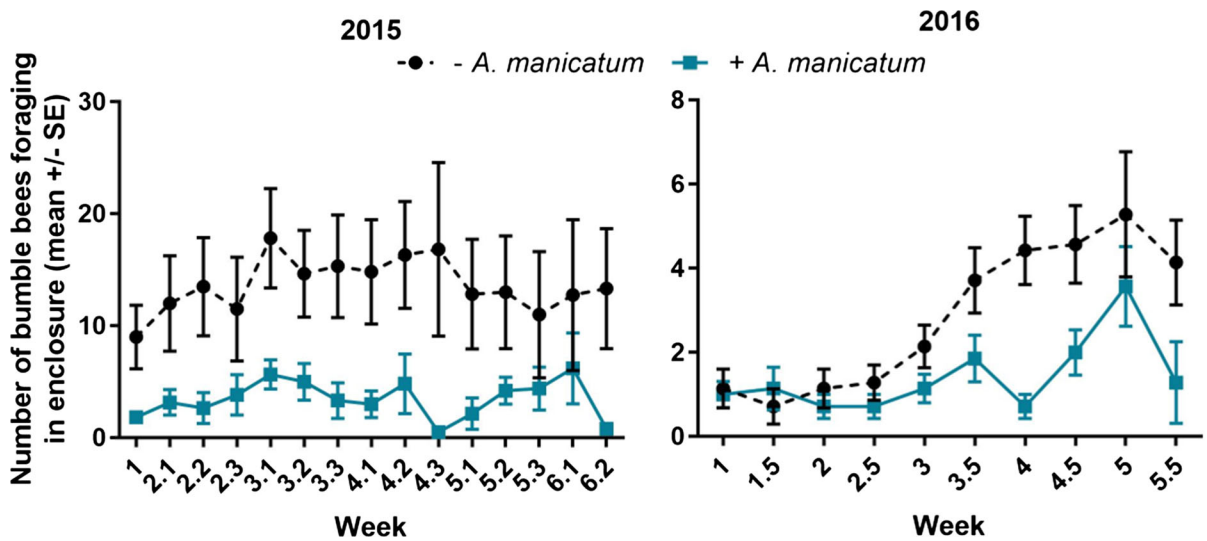 2015
2016
- A. manicatum
+ A. manicatum
Number of bumble bees foraging
in enclosure (mean +/- SE)
30
20
10
0
1 2.1 2.2 2.3 3.1 3.2 3.3 4.1 4.2 4.3 5.1 5.2 5.3 6.1 6.2
Week
8
6
4
2
0
1 1.5 2 2.5 3 3.5 4 4.5 5 5.5
Week